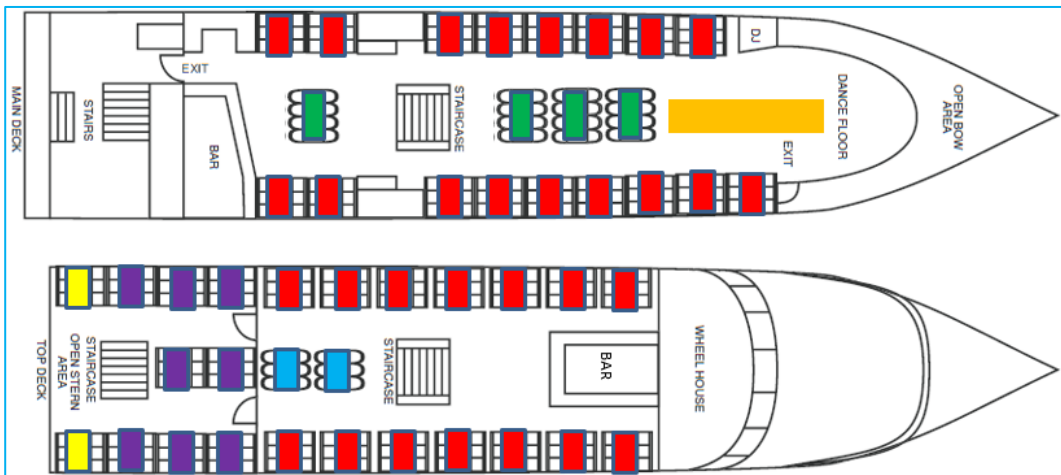 MAIN DECK
STAIRS
EXIT
BAR
STAIRCASE
DJ
DANCE FLOOR
EXIT
OPEN BOW
AREA
TOP DECK
STAIRCASE
OPEN STERN
AREA
STAIRCASE
BAR
WHEEL HOUSE